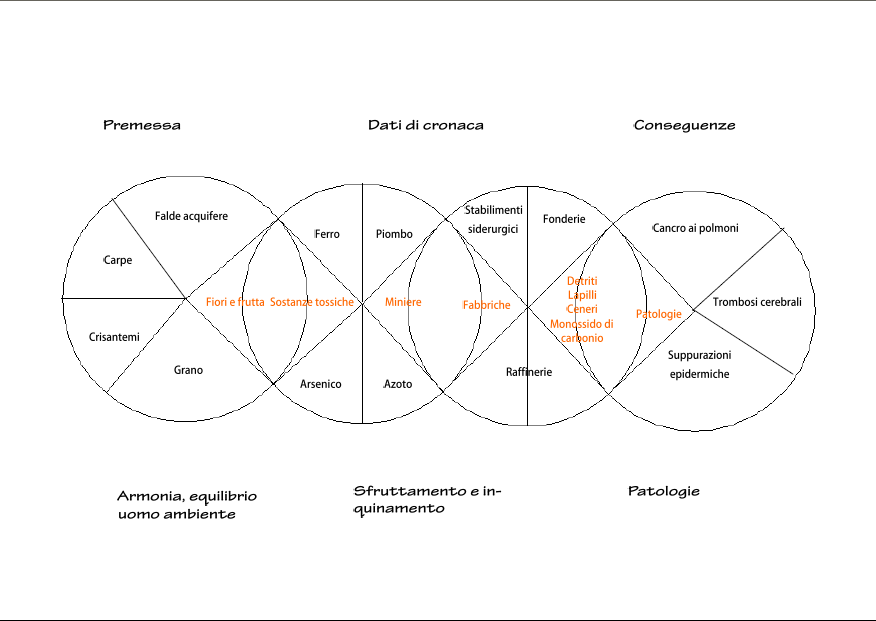 Premessa
Dati di cronaca
Conseguenze
Falde acquifere
Carpe
Crisantemi
Grano
Fiori e frutta
Sostanze tossiche
Ferro
Piombo
Arsenico
Azoto
Miniere
Stabilimenti
siderurgici
Fonderie
Fabbriche
Raffinerie
Detriti
Lapilli
Ceneri
Monossido di
carbonio
Patologie
Cancro ai polmoni
Trombosi cerebrali
Suppurazioni
epidermiche
Armonia, equilibrio
uomo ambiente
Sfruttamento e in-
quinamento
Patologie